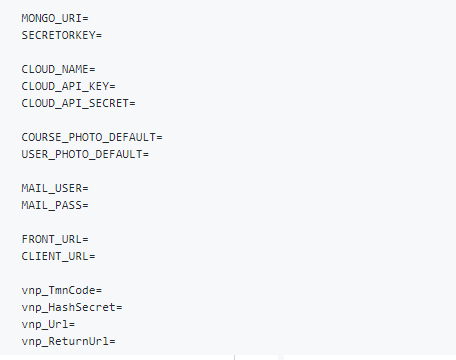 MONGO_URI=
SECRETORKEY=
CLOUD_NAME=
CLOUD_API_KEY=
CLOUD_API_SECRET=
COURSE_PHOTO_DEFAULT=
USER_PHOTO_DEFAULT=
MAIL_USER=
MAIL_PASS=
FRONT_URL=
CLIENT_URL=
vnp_TmnCode=
vnp_HashSecret=
vnp_Url=
vnp_ReturnUrl=